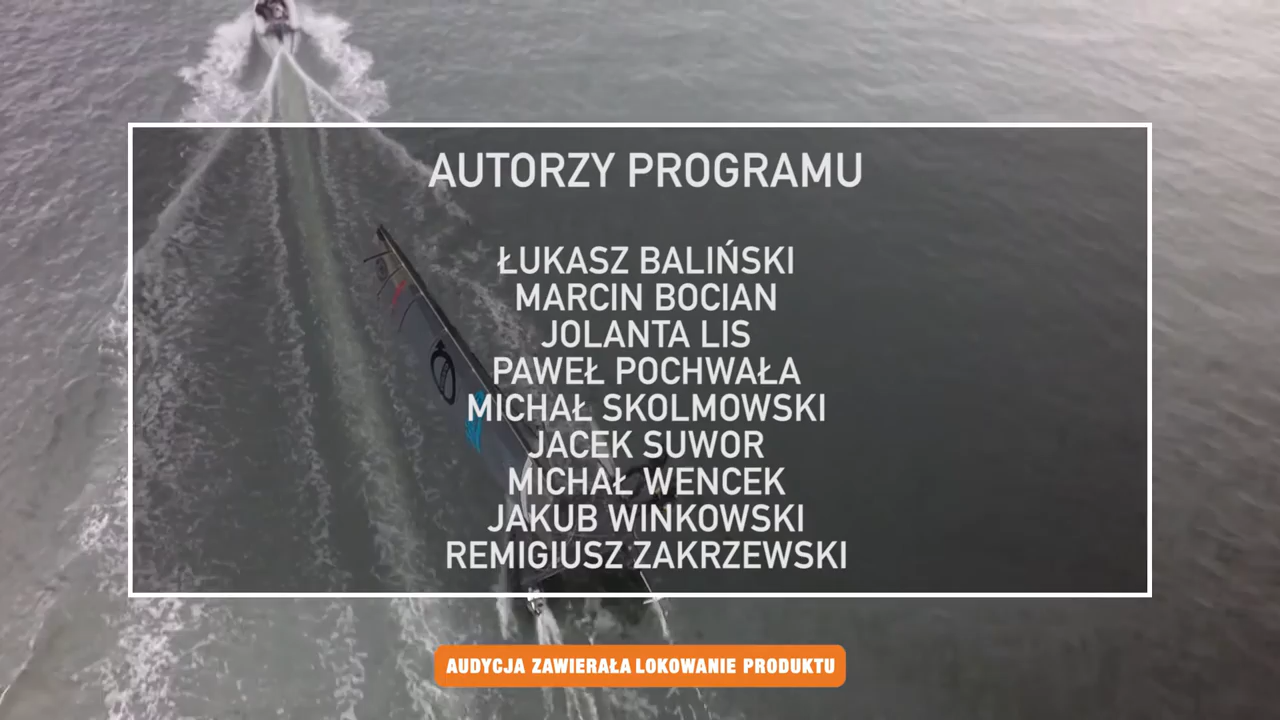 AUTORZY PROGRAMU
ŁUKASZ BALIŃSKI
MARCIN BOCIAN
JOLANTA LIS
PAWEŁ POCHWAŁA
MICHAŁ SKOLMOWSKI
JACEK SUWOR
MICHAŁ WENCEK
JAKUB WINKOWSKI
REMIGIUSZ ZAKRZEWSKI
AUDYCJA ZAWIERAŁA LOKOWANIE PRODUKTU